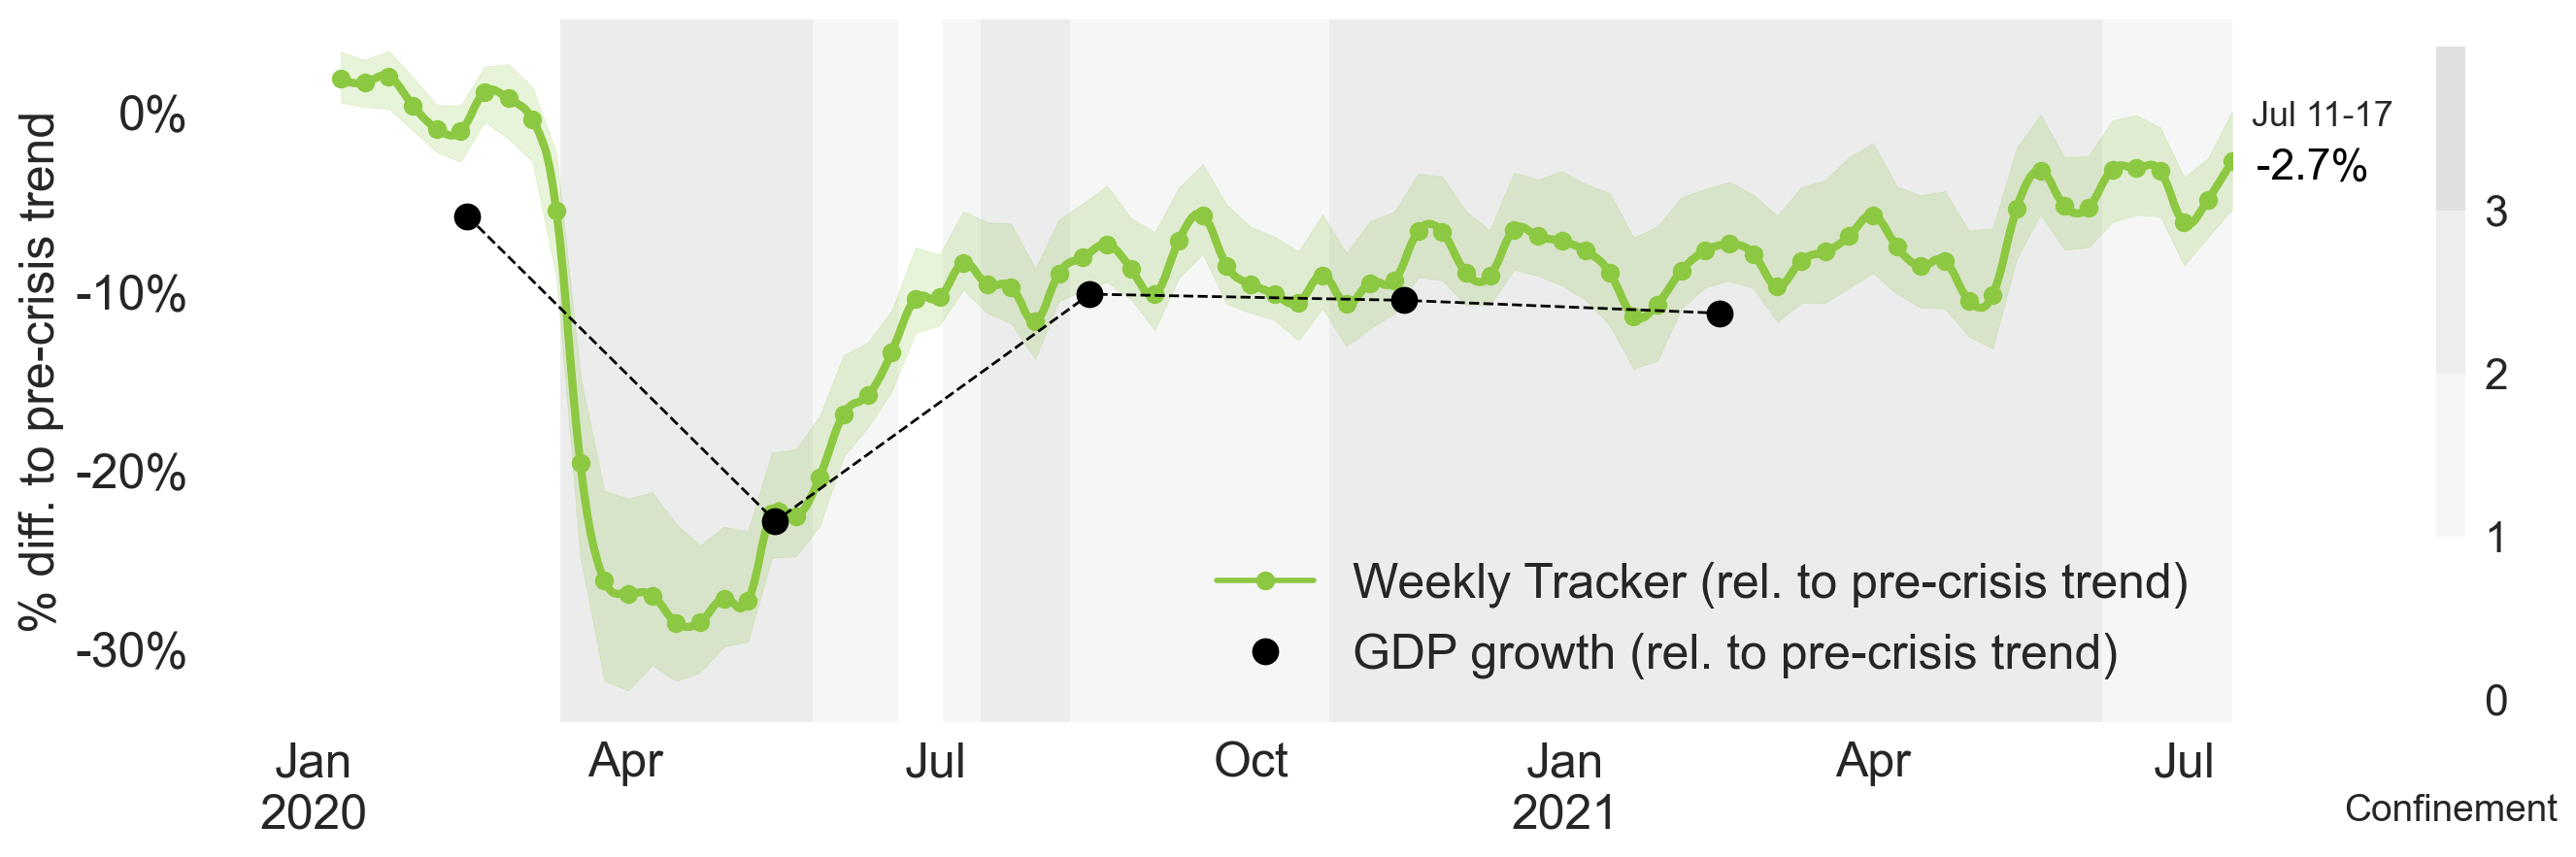 % diff. to pre-crisis trend
0%
-10%
-20%
-30%
Jan
2020
Apr
Jul
Oct
Jan
2021
Apr
Jul
Weekly Tracker (rel. to pre-crisis trend)
GDP growth (rel. to pre-crisis trend)
Jul 11-17
-2.7%
3
2
1
0
Confinement